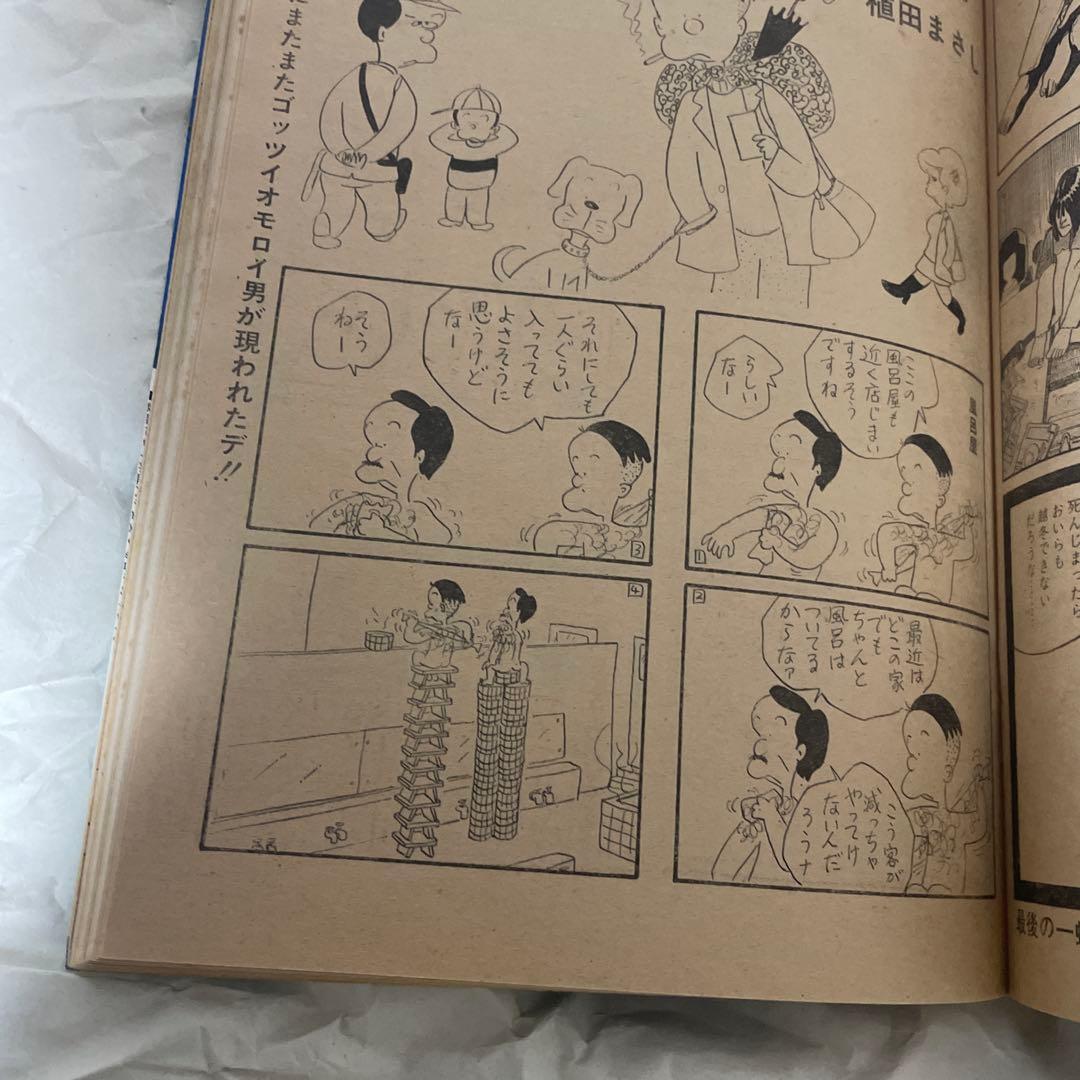 植田まさし
またまたゴッツイオモロイ男が現われたデ!!
風呂屋
ここの
風呂屋も
近く店じまい
するそう
ですね
らしい
なー
1
2
最近は
どこの家
でも
ちゃんと
風呂は
ついてる
からなァ
こう客が
減っちゃ
やってけ
ないんだ
ろうナ
それにしても
一人ぐらい
入ってても
よさそうに
思うけど
なー
そう
ねー
3
4
死んじまったら
おいらも
越冬できない
だろうな……
最後の一